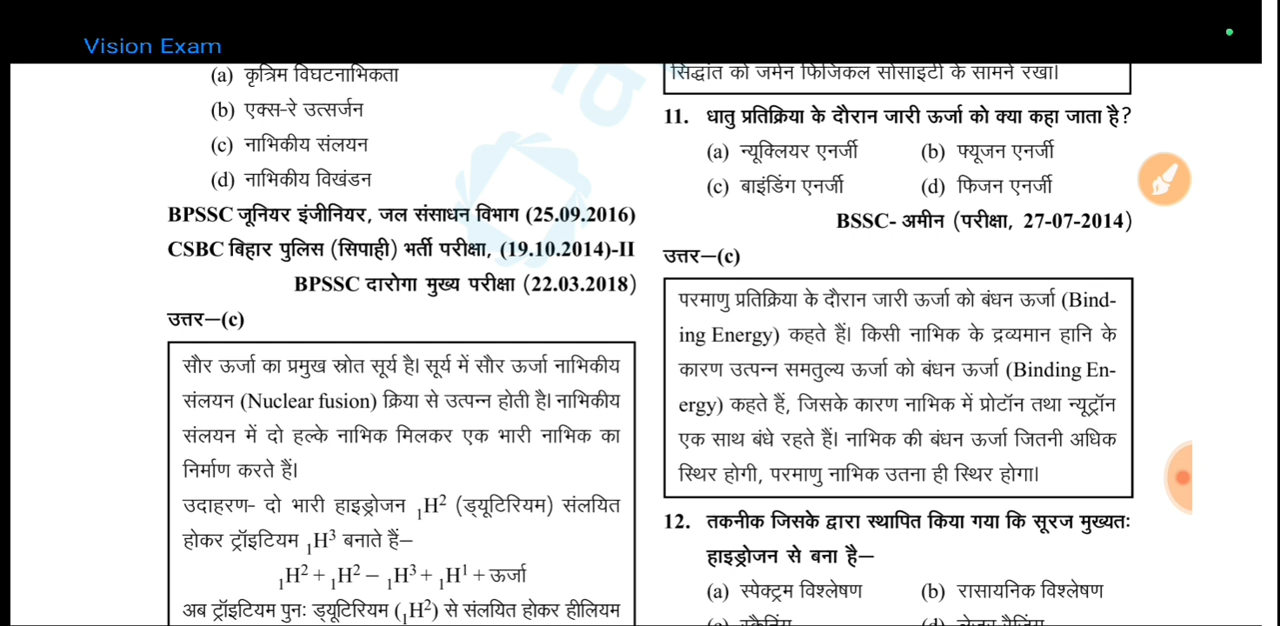 Vision Exam
(a) कृत्रिम विघटनाभिकता
(b) एक्स-रे उत्सर्जन
(c) नाभिकीय संलयन
(d) नाभिकीय विखंडन
BPSSC जूनियर इंजीनियर, जल संसाधन विभाग (25.09.2016)
CSBC बिहार पुलिस (सिपाही) भर्ती परीक्षा, (19.10.2014)-II
BPSSC दारोगा मुख्य परीक्षा (22.03.2018)
उत्तर—(c)
सौर ऊर्जा का प्रमुख स्रोत सूर्य है। सूर्य में सौर ऊर्जा नाभिकीय
संलयन (Nuclear fusion) क्रिया से उत्पन्न होती है। नाभिकीय
संलयन में दो हल्के नाभिक मिलकर एक भारी नाभिक का
निर्माण करते हैं।
उदाहरण- दो भारी हाइड्रोजन ₁H² (ड्यूटिरियम) संलयित
होकर ट्रॉइटियम ₁H³ बनाते हैं—
₁H² + ₁H² − ₁H³ + ₁H¹ + ऊर्जा
अब ट्रॉइटियम पुनः ड्यूटिरियम (₁H²) से संलयित होकर हीलियम
सिद्धांत को जर्मन फिजिकल सोसाइटी के सामने रखा।
11. धातु प्रतिक्रिया के दौरान जारी ऊर्जा को क्या कहा जाता है?
(a) न्यूक्लियर एनर्जी (b) फ्यूजन एनर्जी
(c) बाइंडिंग एनर्जी (d) फिजन एनर्जी
BSSC- अमीन (परीक्षा, 27-07-2014)
उत्तर—(c)
परमाणु प्रतिक्रिया के दौरान जारी ऊर्जा को बंधन ऊर्जा (Bind-
ing Energy) कहते हैं। किसी नाभिक के द्रव्यमान हानि के
कारण उत्पन्न समतुल्य ऊर्जा को बंधन ऊर्जा (Binding En-
ergy) कहते हैं, जिसके कारण नाभिक में प्रोटॉन तथा न्यूट्रॉन
एक साथ बंधे रहते हैं। नाभिक की बंधन ऊर्जा जितनी अधिक
स्थिर होगी, परमाणु नाभिक उतना ही स्थिर होगा।
12. तकनीक जिसके द्वारा स्थापित किया गया कि सूरज मुख्यतः
हाइड्रोजन से बना है—
(a) स्पेक्ट्रम विश्लेषण (b) रासायनिक विश्लेषण